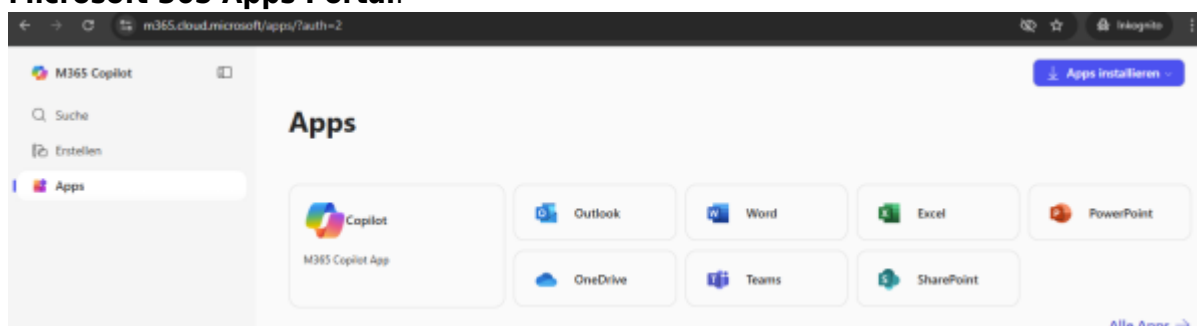 Microsoft 365 Apps Portal
m365.cloud.microsoft/apps/?auth=2
Inkognito
M365 Copilot
Apps installieren
Suche
Apps
Erstellen
Apps
Copilot
Outlook
Word
Excel
PowerPoint
M365 Copilot App
OneDrive
Teams
SharePoint
Alle Apps →